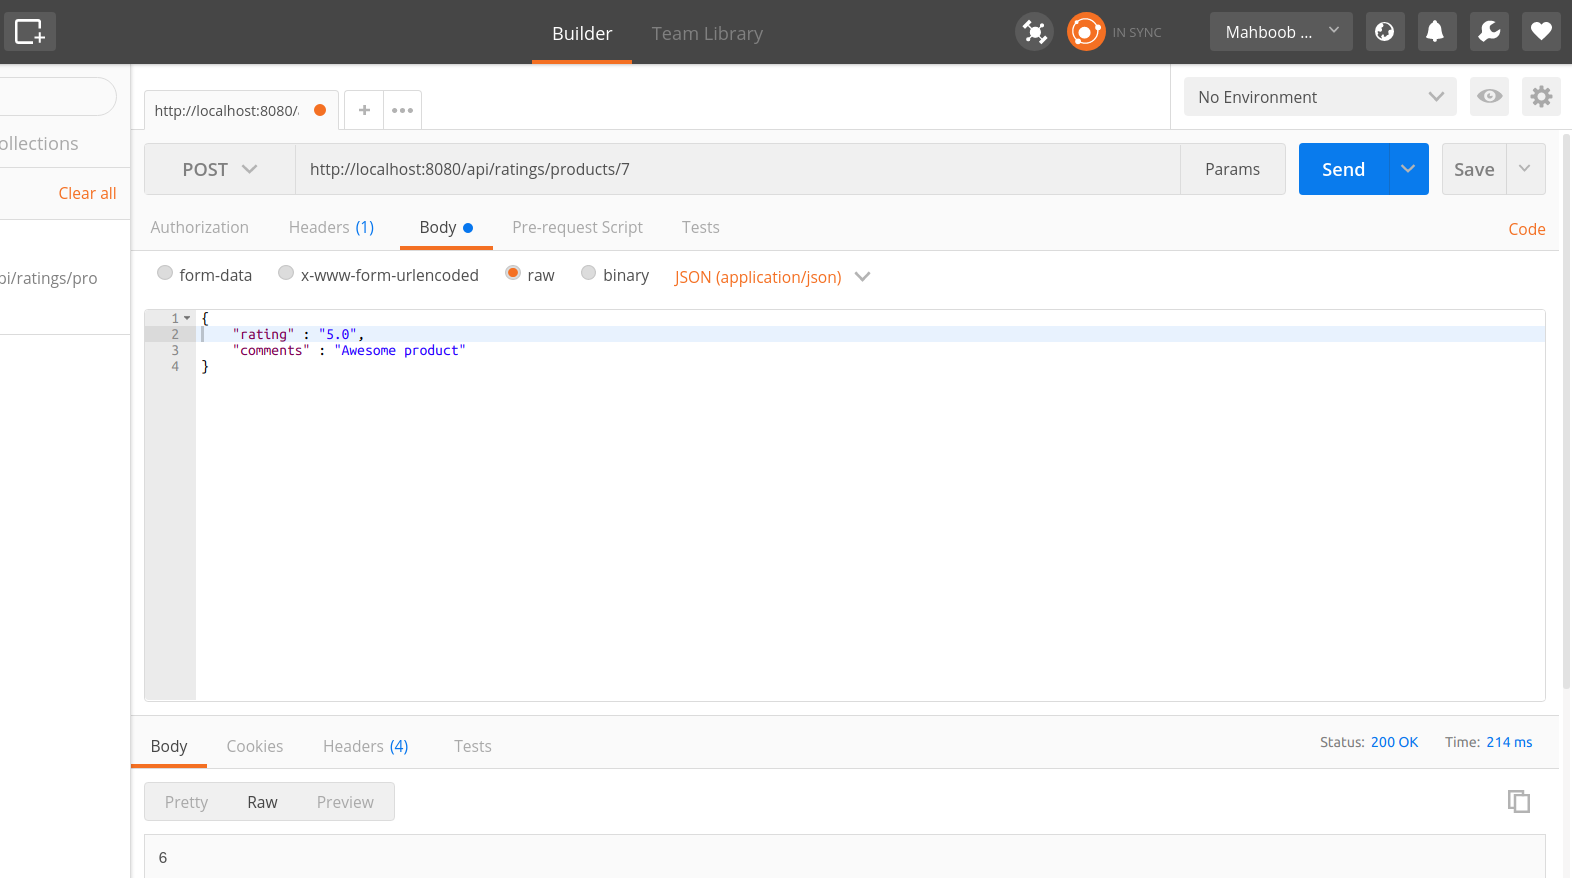 Builder
Team Library
IN SYNC
Mahboob ...
http://localhost:8080/
No Environment
ollections
Clear all
pi/ratings/pro
POST
http://localhost:8080/api/ratings/products/7
Params
Send
Save
Authorization
Headers (1)
Body
Pre-request Script
Tests
Code
form-data
x-www-form-urlencoded
raw
binary
JSON (application/json)
1 {
2 "rating" : "5.0",
3 "comments" : "Awesome product"
4 }
Body
Cookies
Headers (4)
Tests
Status: 200 OK
Time: 214 ms
Pretty
Raw
Preview
6